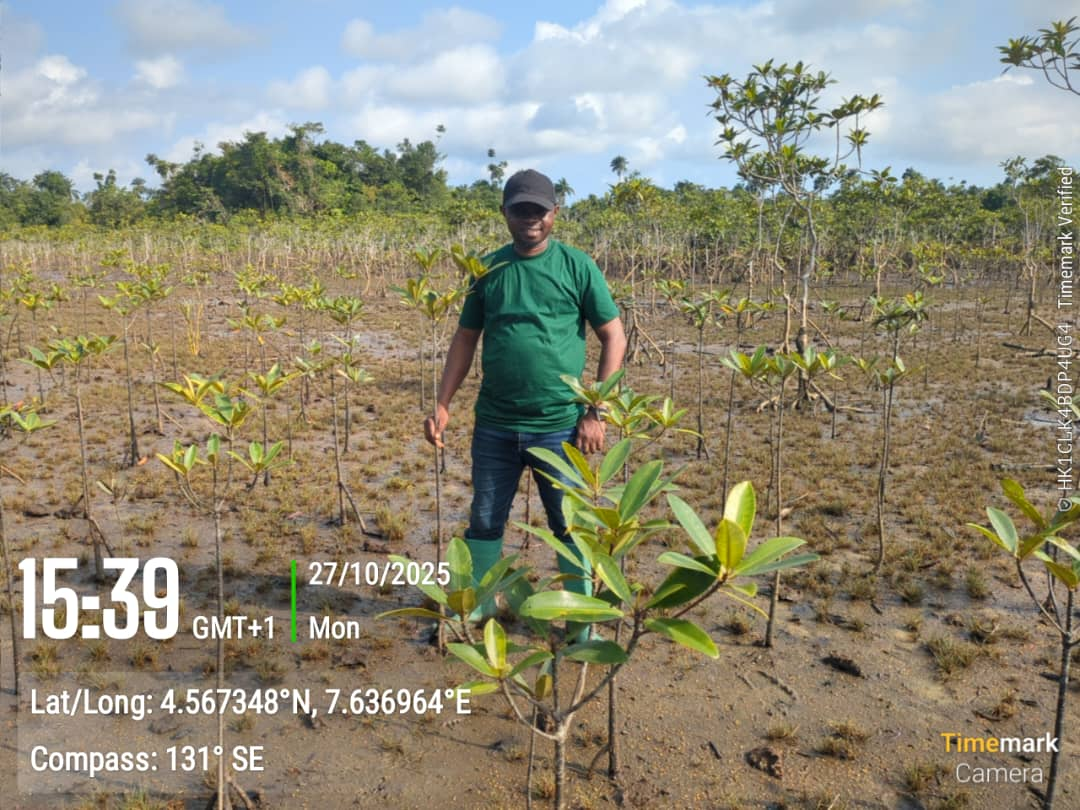 15:39
GMT+1
27/10/2025
Mon
Lat/Long: 4.567348°N, 7.636964°E
Compass: 131° SE
Timemark
Camera
© HK1CLK4BDP4UG4 Timemark Verified